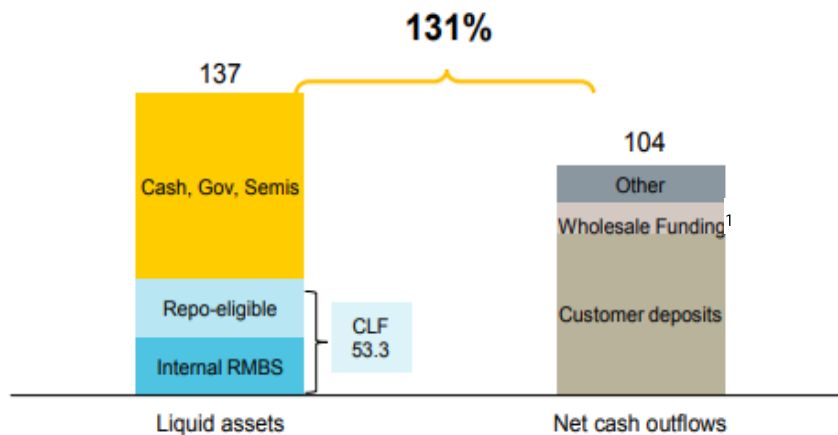 131%
137
104
Cash, Gov, Semis
Other
Wholesale Funding1
Repo-eligible
CLF
53.3
Customer deposits
Internal RMBS
Liquid assets
Net cash outflows